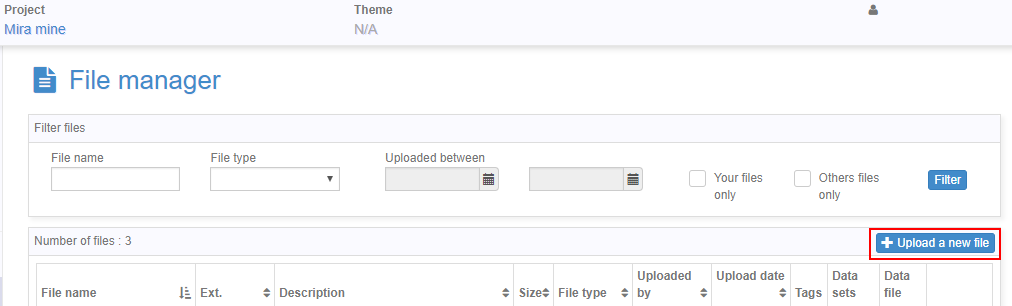 Project Theme
Mira mine N/A
File manager
Filter files
File name File type Uploaded between
Your files only
Others files only
Filter
Number of files : 3
Upload a new file
File name Ext. Description Size File type Uploaded by Upload date Tags Data sets Data file